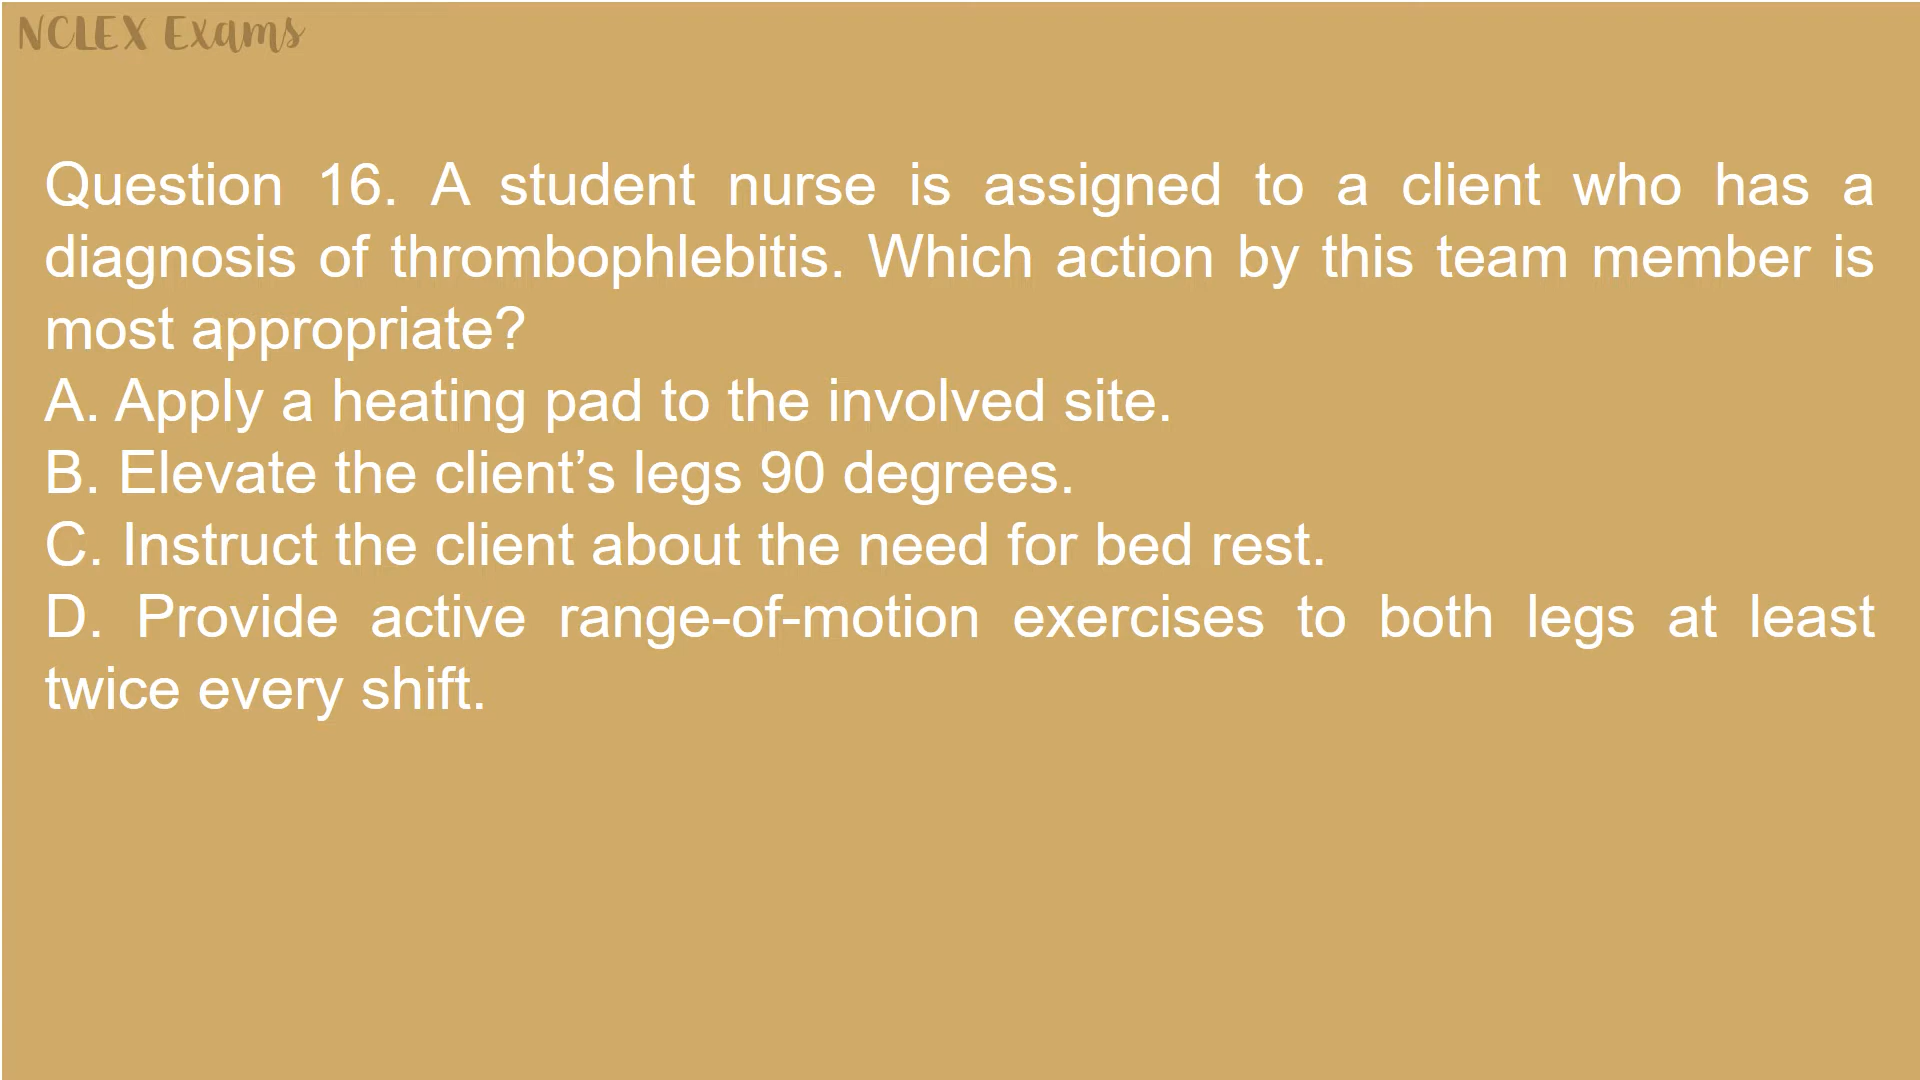 NCLEX Exams
Question 16. A student nurse is assigned to a client who has a
diagnosis of thrombophlebitis. Which action by this team member is
most appropriate?
A. Apply a heating pad to the involved site.
B. Elevate the client’s legs 90 degrees.
C. Instruct the client about the need for bed rest.
D. Provide active range-of-motion exercises to both legs at least
twice every shift.